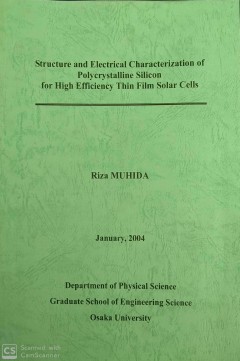 Structure and Electrical Characterization of
Polycrystalline Silicon
for High Efficiency Thin Film Solar Cells
Riza MUHIDA
January, 2004
Department of Physical Science
Graduate School of Engineering Science
Osaka University
CS
Scanned with
CamScanner